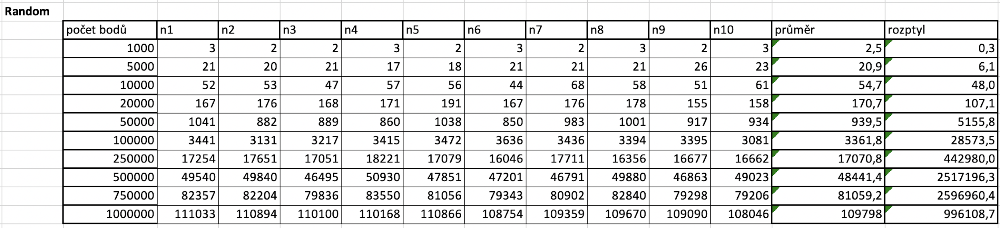 Random
počet bodů n1 n2 n3 n4 n5 n6 n7 n8 n9 n10 průměr rozptyl
1000 3 2 2 3 2 3 2 3 2 3 2,5 0,3
5000 21 20 21 17 18 21 21 21 26 23 20,9 6,1
10000 52 53 47 57 56 44 68 58 51 61 54,7 48,0
20000 167 176 168 171 191 167 176 178 155 158 170,7 107,1
50000 1041 882 889 860 1038 850 983 1001 917 934 939,5 5155,8
100000 3441 3131 3217 3415 3472 3636 3436 3394 3395 3081 3361,8 28573,5
250000 17254 17651 17051 18221 17079 16046 17711 16356 16677 16662 17070,8 442980,0
500000 49540 49840 46495 50930 47851 47201 46791 49880 46863 49023 48441,4 2517196,3
750000 82357 82204 79836 83550 81056 79343 80902 82840 79298 79206 81059,2 2596960,4
1000000 111033 110894 110100 110168 110866 108754 109359 109670 109090 108046 109798 996108,7